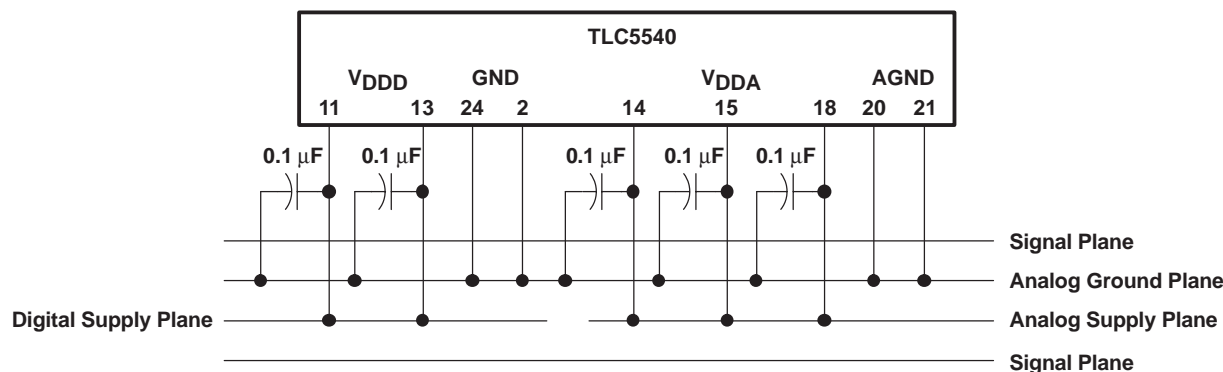 TLC5540
VDDD GND VDDA AGND
11 13 24 2 14 15 18 20 21
0.1 μF 0.1 μF 0.1 μF 0.1 μF 0.1 μF
Signal Plane
Analog Ground Plane
Digital Supply Plane Analog Supply Plane
Signal Plane